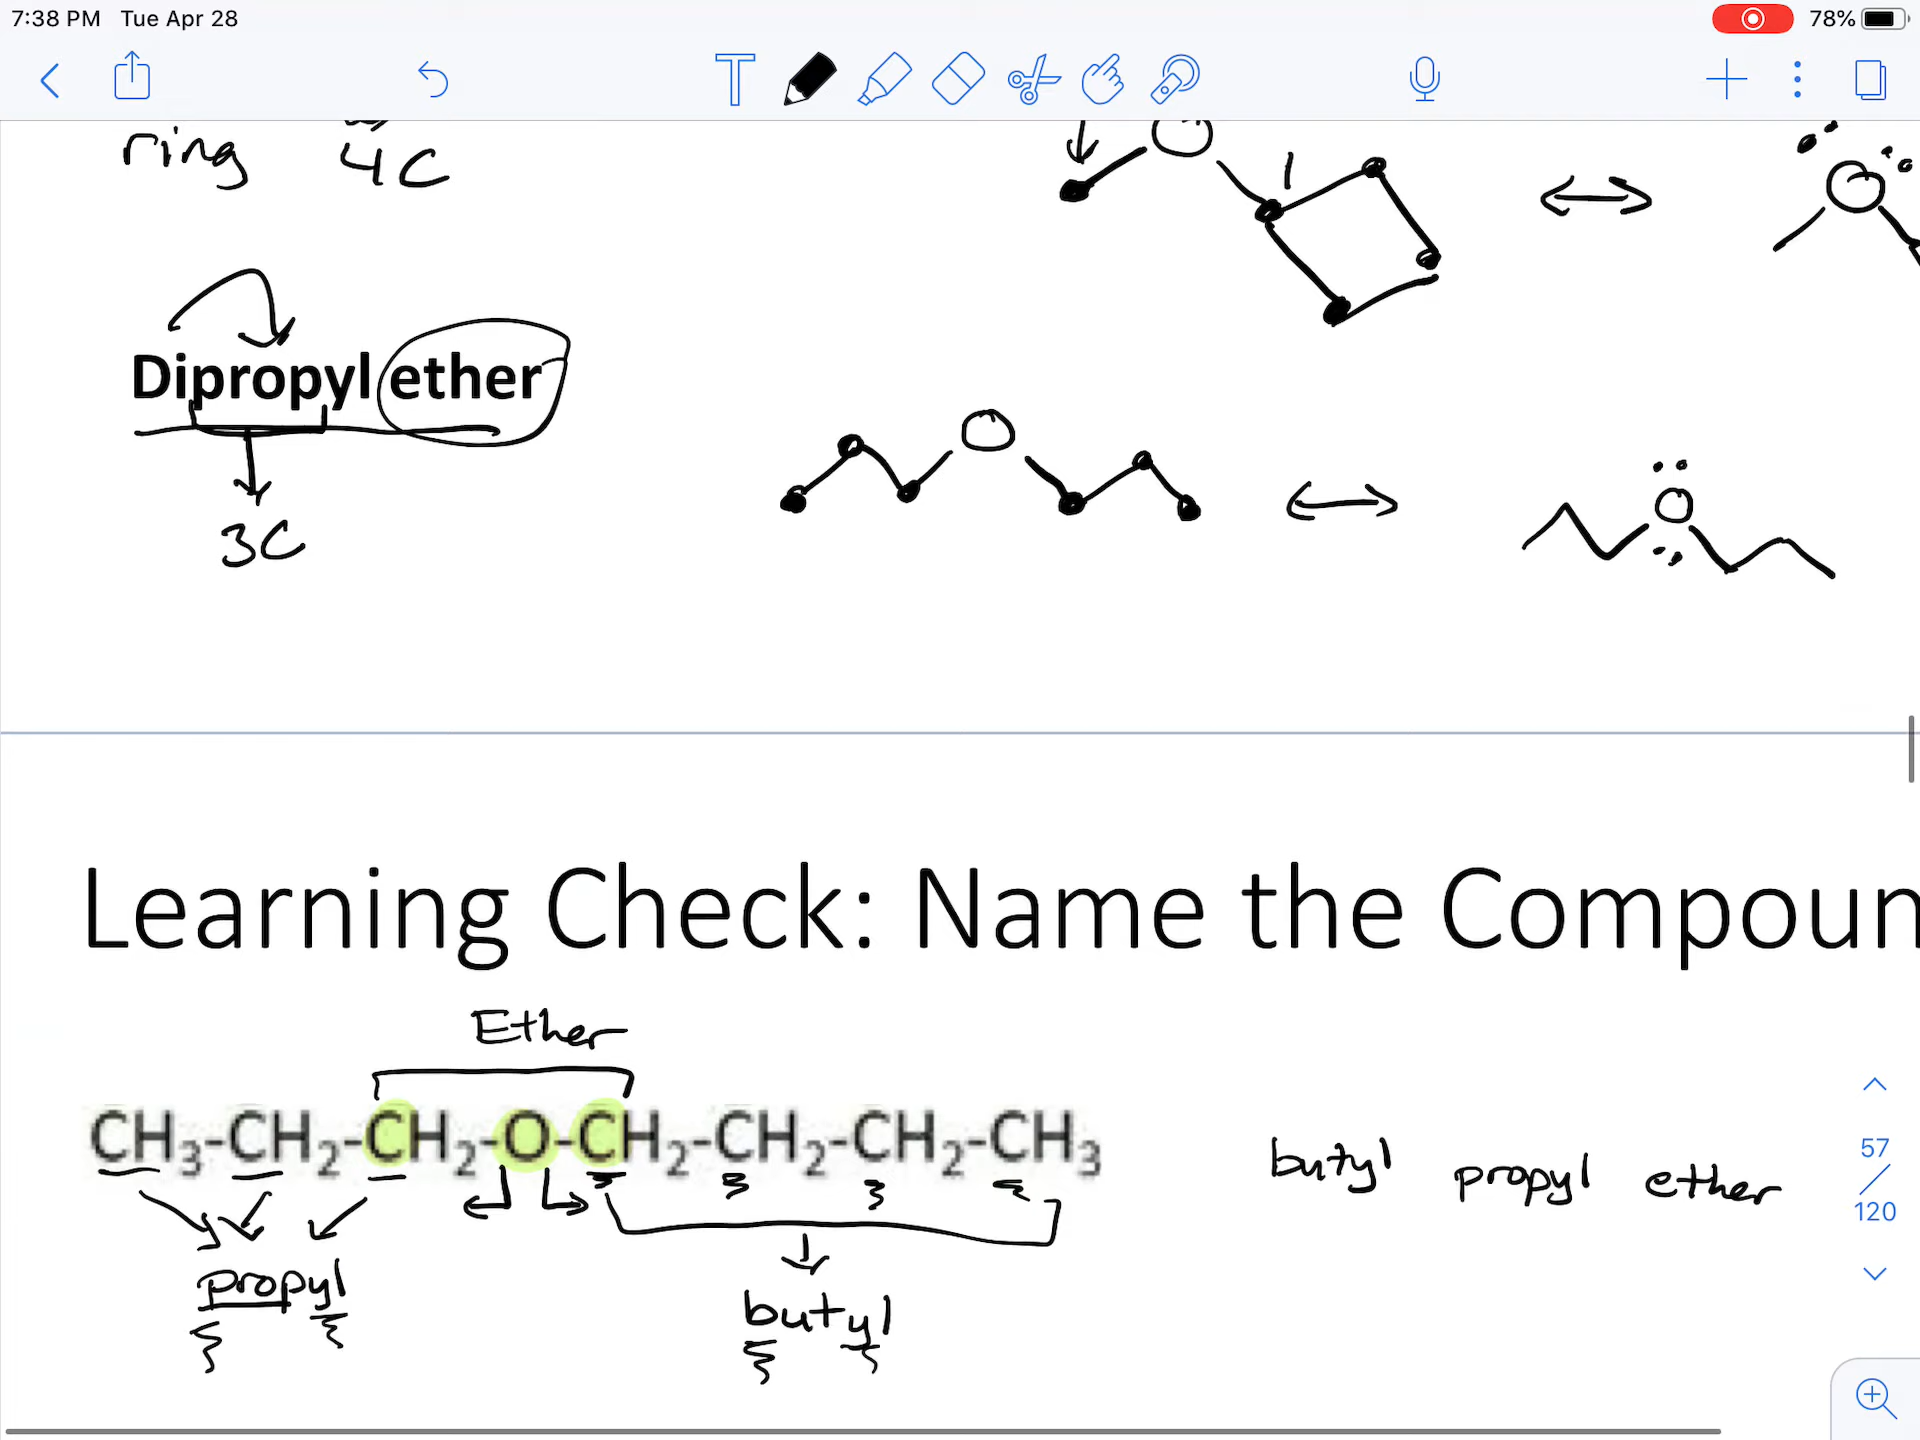 7:38 PM Tue Apr 28
78%
T
ring 4C
1
O
O
Dipropyl ether
3C
O
O
Learning Check: Name the Compoun
Ether
CH3-CH2-CH2-O-CH2-CH2-CH2-CH3
butyl propyl ether
57
/
120
propyl
butyl